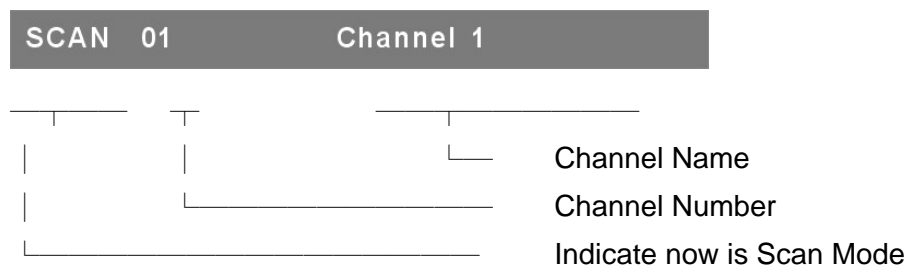 SCAN 01 Channel 1
Channel Name
Channel Number
Indicate now is Scan Mode